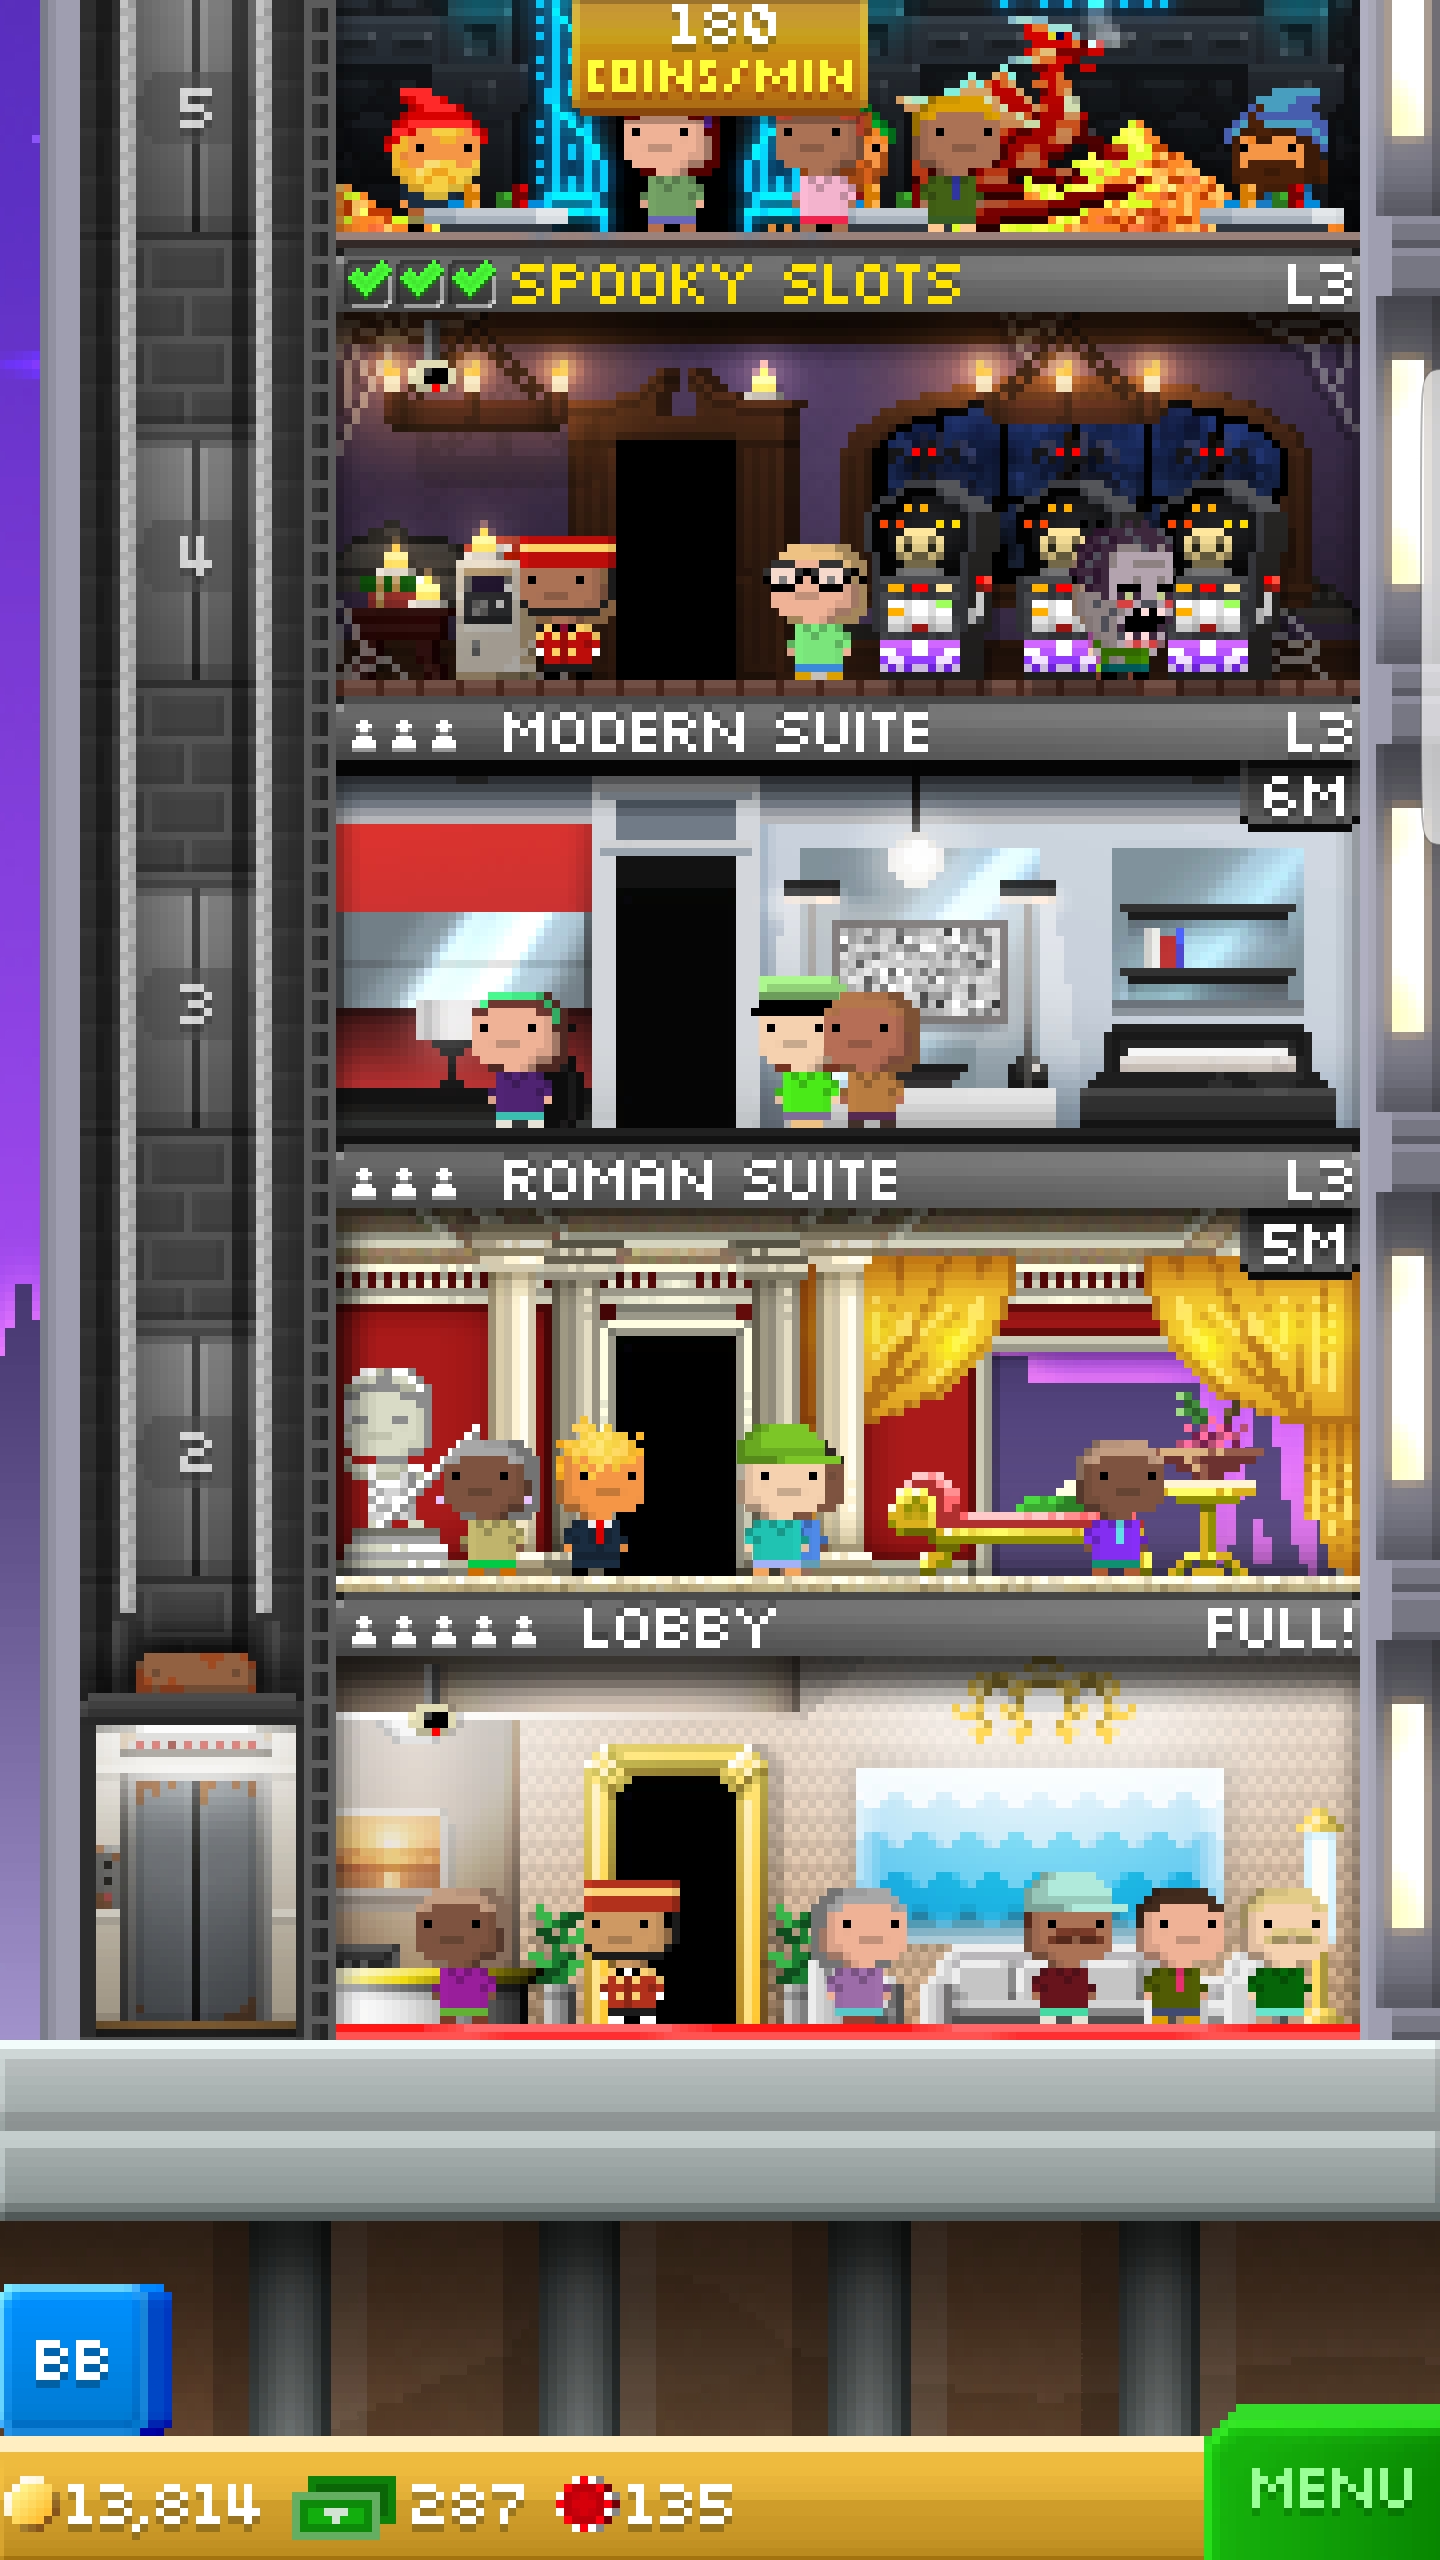 180
COINS/MIN
5
SPOOKY SLOTS L3
4
MODERN SUITE L3
6M
3
ROMAN SUITE L3
5M
2
LOBBY FULL!
BB
13,814 287 135
MENU